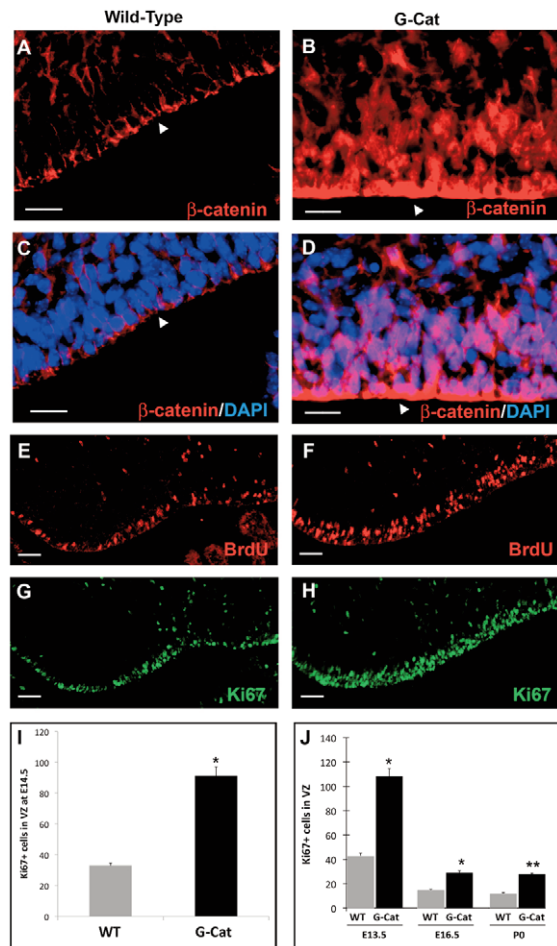 Wild-Type
G-Cat
A
B
β-catenin
β-catenin
C
D
β-catenin/DAPI
β-catenin/DAPI
E
F
BrdU
BrdU
G
H
Ki67
Ki67
I
Ki67+ cells in VZ at E14.5
120
100
80
60
40
20
0
*
WT
G-Cat
J
Ki67+ cells in VZ
140
120
100
80
60
40
20
0
*
*
**
WT G-Cat WT G-Cat WT G-Cat
E13.5 E16.5 P0